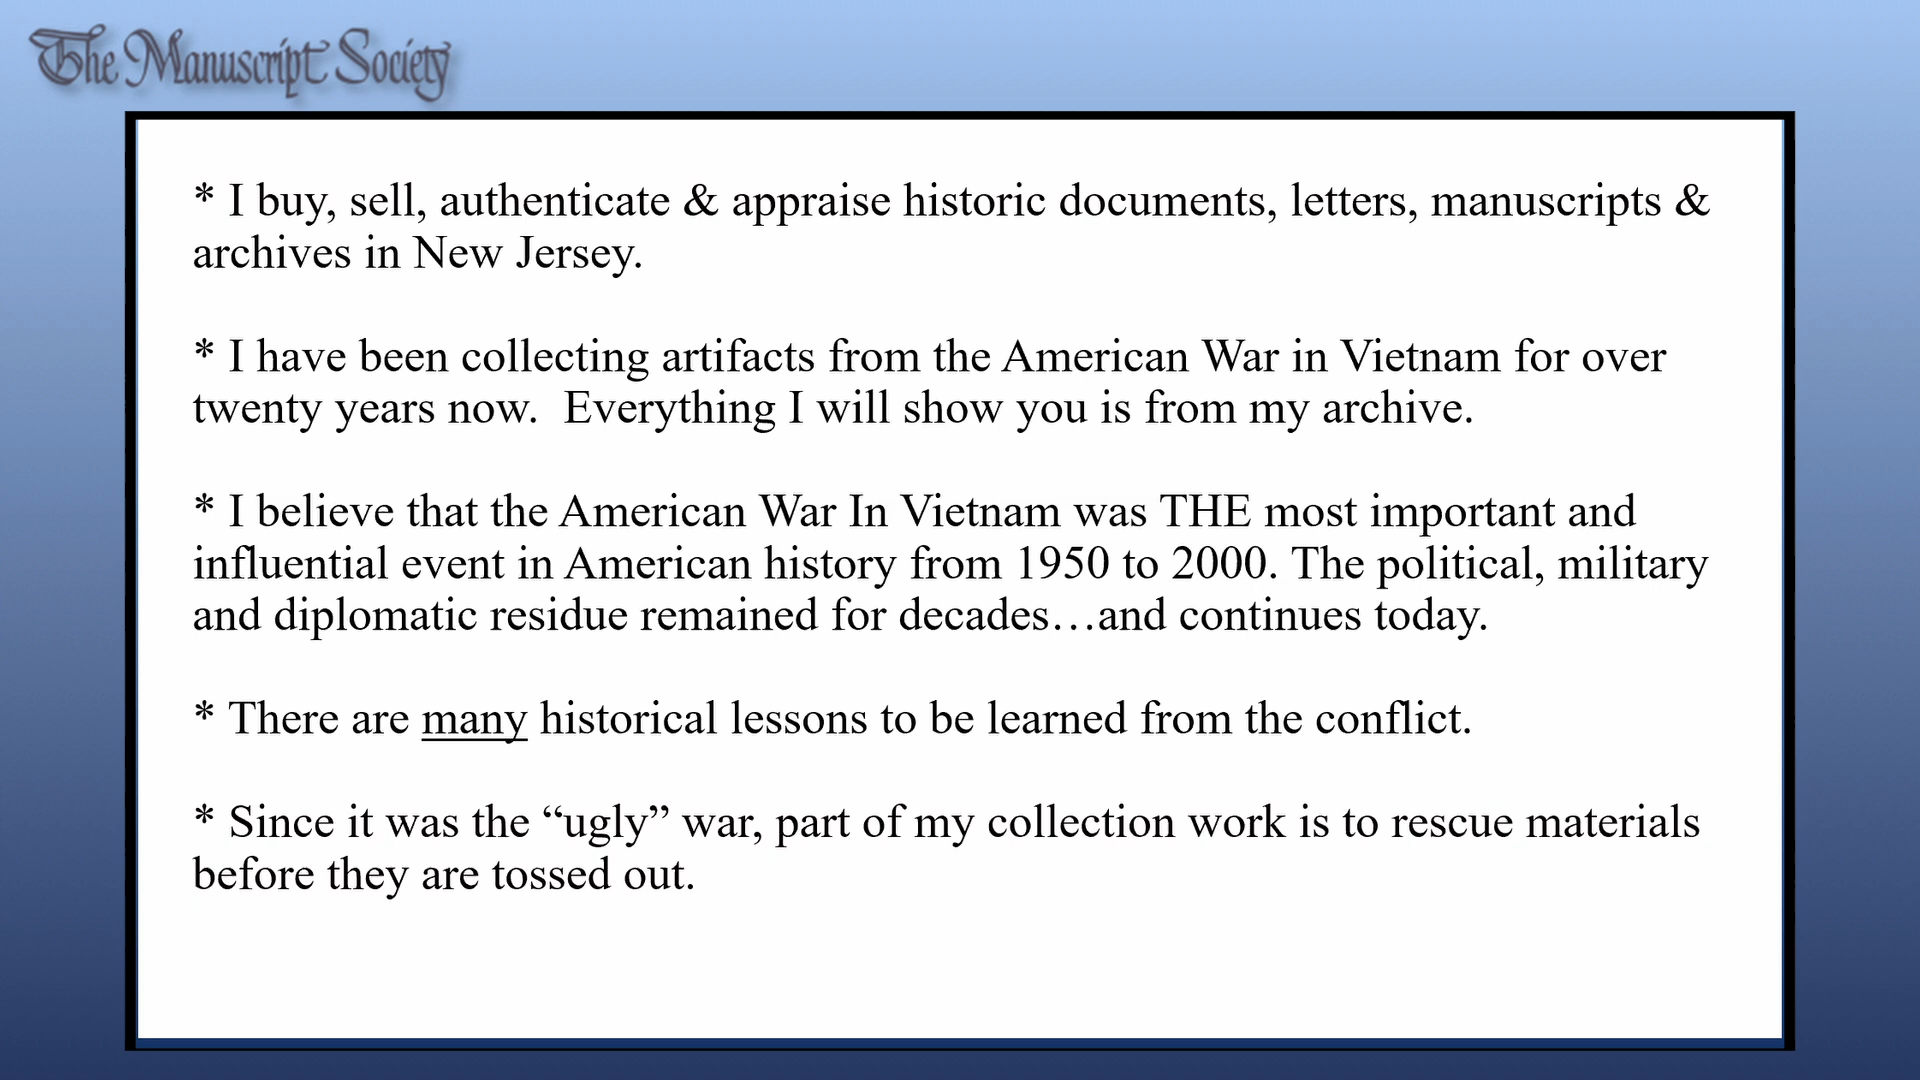 The Manuscript Society
* I buy, sell, authenticate & appraise historic documents, letters, manuscripts &
archives in New Jersey.
* I have been collecting artifacts from the American War in Vietnam for over
twenty years now.  Everything I will show you is from my archive.
* I believe that the American War In Vietnam was THE most important and
influential event in American history from 1950 to 2000. The political, military
and diplomatic residue remained for decades…and continues today.
* There are many historical lessons to be learned from the conflict.
* Since it was the “ugly” war, part of my collection work is to rescue materials
before they are tossed out.